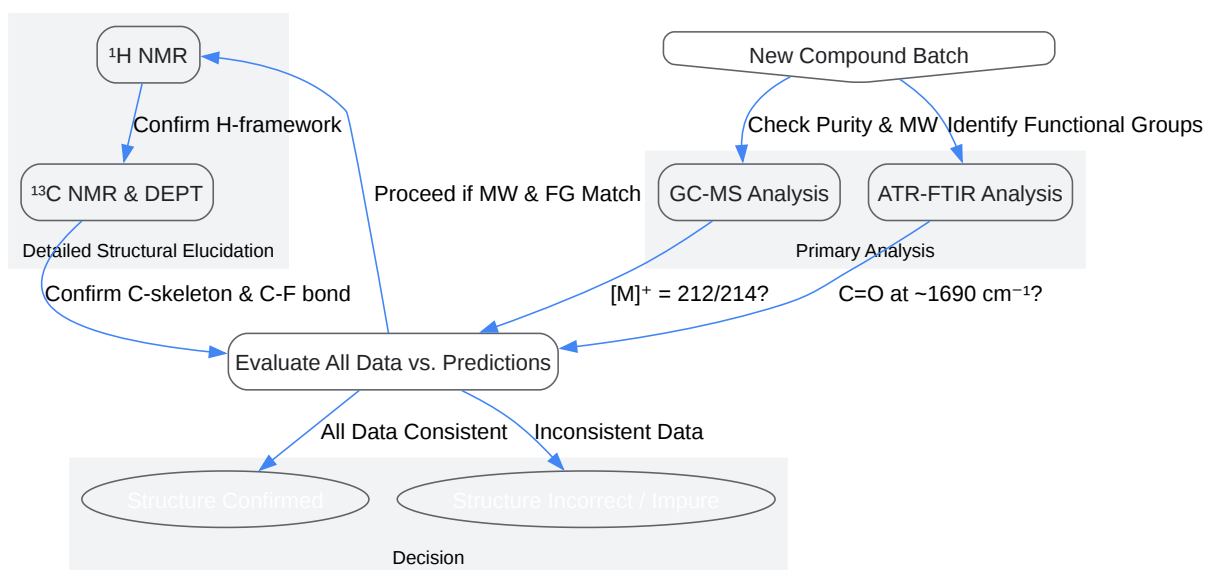 ¹H NMR
New Compound Batch
Confirm H-framework
Check Purity & MW
Identify Functional Groups
¹³C NMR & DEPT
Proceed if MW & FG Match
GC-MS Analysis
ATR-FTIR Analysis
Detailed Structural Elucidation
Primary Analysis
Confirm C-skeleton & C-F bond
[M]⁺ = 212/214?
C=O at ~1690 cm⁻¹?
Evaluate All Data vs. Predictions
All Data Consistent
Inconsistent Data
Structure Confirmed
Structure Incorrect / Impure
Decision